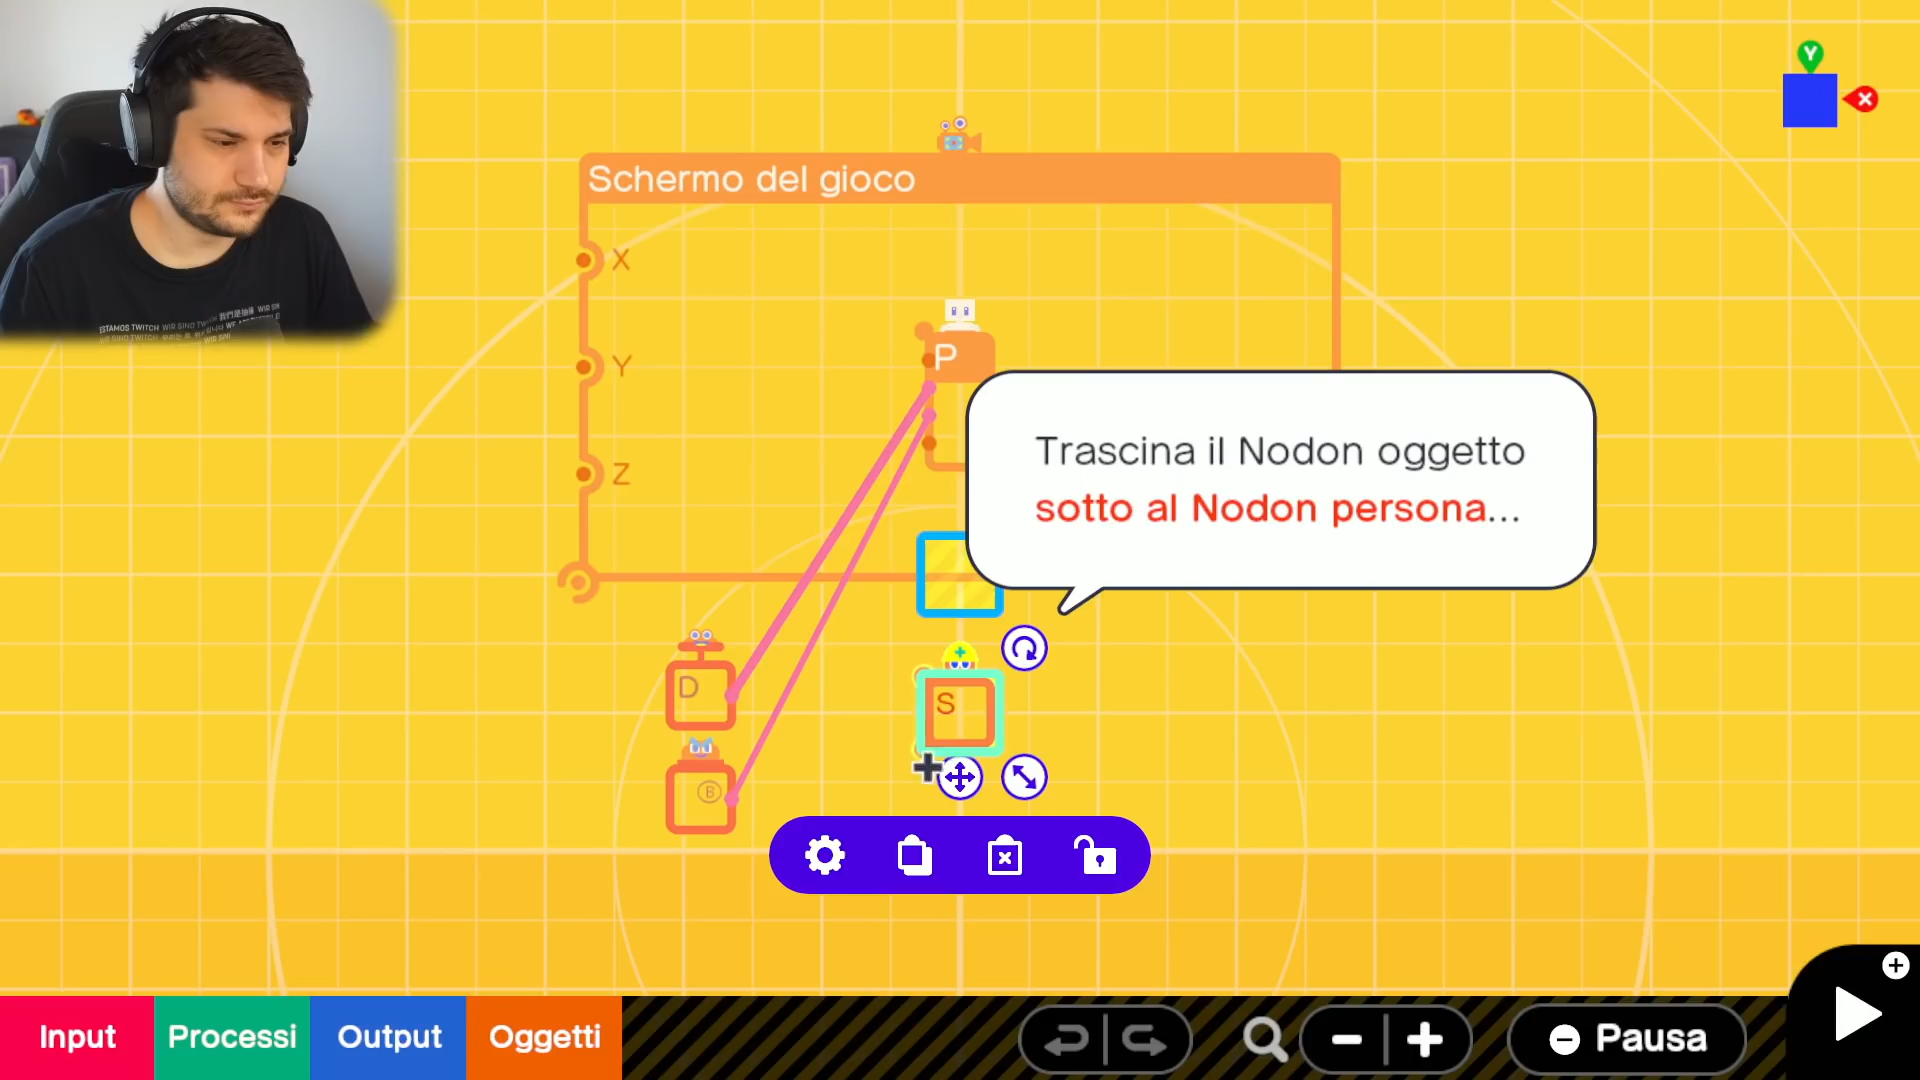 Schermo del gioco
X
Y
Z
P
Y
X
Trascina il Nodon oggetto
sotto al Nodon persona...
D
B
S
Input
Processi
Output
Oggetti
Pausa